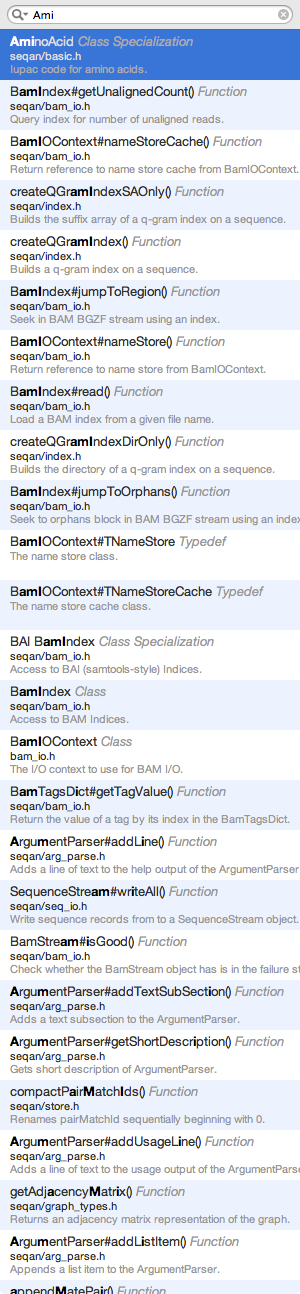 Ami
AminoAcid Class Specialization
seqan/basic.h
Iupac code for amino acids.
BamIndex#getUnalignedCount() Function
seqan/bam_io.h
Query index for number of unaligned reads.
BamIOContext#nameStoreCache() Function
seqan/bam_io.h
Return reference to name store cache from BamIOContext.
createQGramIndexSAOnly() Function
seqan/index.h
Builds the suffix array of a q-gram index on a sequence.
createQGramIndex() Function
seqan/index.h
Builds a q-gram index on a sequence.
BamIndex#jumpToRegion() Function
seqan/bam_io.h
Seek in BAM BGZF stream using an index.
BamIOContext#nameStore() Function
seqan/bam_io.h
Return reference to name store from BamIOContext.
BamIndex#read() Function
seqan/bam_io.h
Load a BAM index from a given file name.
createQGramIndexDirOnly() Function
seqan/index.h
Builds the directory of a q-gram index on a sequence.
BamIndex#jumpToOrphans() Function
seqan/bam_io.h
Seek to orphans block in BAM BGZF stream using an index
BamIOContext#TNameStore Typedef
The name store class.
BamIOContext#TNameStoreCache Typedef
The name store cache class.
BAI BamIndex Class Specialization
seqan/bam_io.h
Access to BAI (samtools-style) Indices.
BamIndex Class
seqan/bam_io.h
Access to BAM Indices.
BamIOContext Class
bam_io.h
The I/O context to use for BAM I/O.
BamTagsDict#getTagValue() Function
seqan/bam_io.h
Return the value of a tag by its index in the BamTagsDict.
ArgumentParser#addLine() Function
seqan/arg_parse.h
Adds a line of text to the help output of the ArgumentParser
SequenceStream#writeAll() Function
seqan/seq_io.h
Write sequence records from to a SequenceStream object.
BamStream#isGood() Function
seqan/bam_io.h
Check whether the BamStream object has is in the failure st
ArgumentParser#addTextSubSection() Function
seqan/arg_parse.h
Adds a text subsection to the ArgumentParser.
ArgumentParser#getShortDescription() Function
seqan/arg_parse.h
Gets short description of ArgumentParser.
compactPairMatchIds() Function
seqan/store.h
Renames pairMatchId sequentially beginning with 0.
ArgumentParser#addUsageLine() Function
seqan/arg_parse.h
Adds a line of text to the usage output of the ArgumentParse
getAdjacencyMatrix() Function
seqan/graph_types.h
Returns an adjacency matrix representation of the graph.
ArgumentParser#addListItem() Function
seqan/arg_parse.h
Appends a list item to the ArgumentParser.
appendMatePair() Function